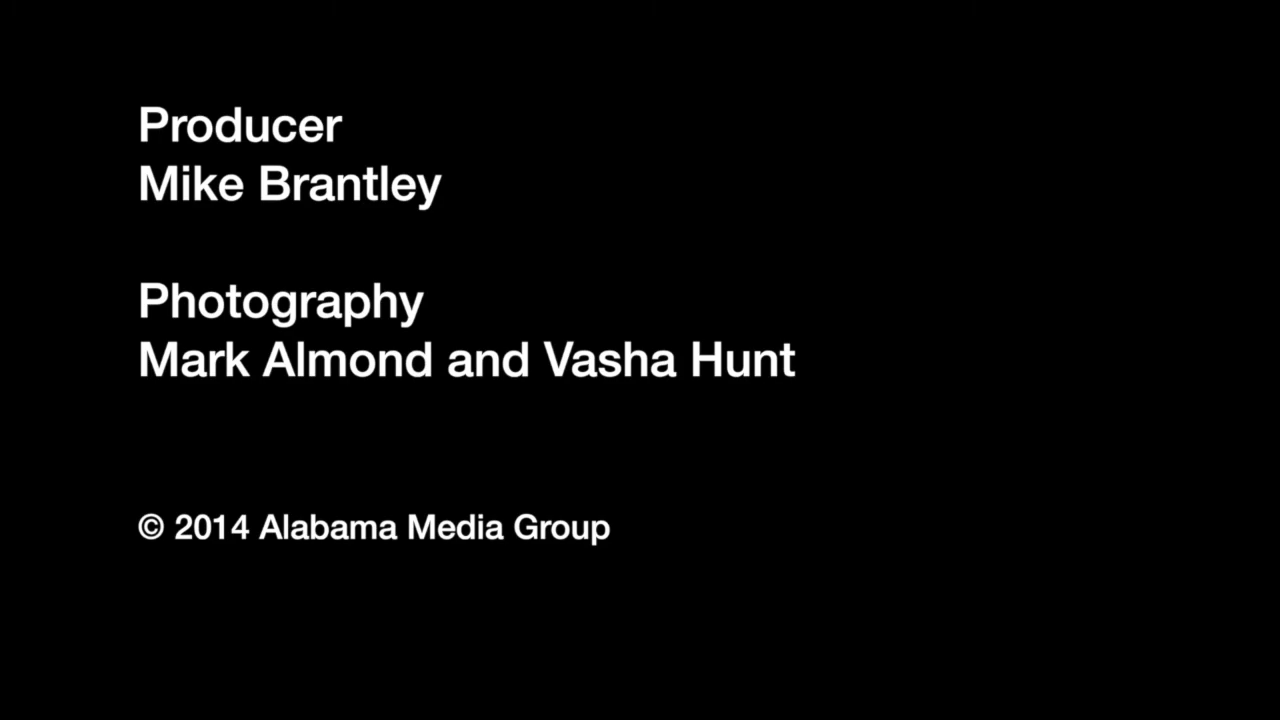 Producer
Mike Brantley
Photography
Mark Almond and Vasha Hunt
© 2014 Alabama Media Group